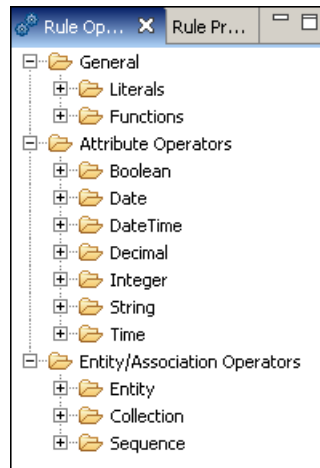 Rule Op... Rule Pr...
General
Literals
Functions
Attribute Operators
Boolean
Date
DateTime
Decimal
Integer
String
Time
Entity/Association Operators
Entity
Collection
Sequence